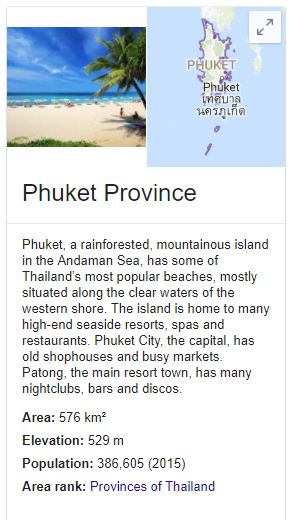 PHUKET
Phuket
เทศบาล
นครภูเก็ต
Phuket Province
Phuket, a rainforested, mountainous island
in the Andaman Sea, has some of
Thailand's most popular beaches, mostly
situated along the clear waters of the
western shore. The island is home to many
high-end seaside resorts, spas and
restaurants. Phuket City, the capital, has
old shophouses and busy markets.
Patong, the main resort town, has many
nightclubs, bars and discos.
Area: 576 km²
Elevation: 529 m
Population: 386,605 (2015)
Area rank: Provinces of Thailand